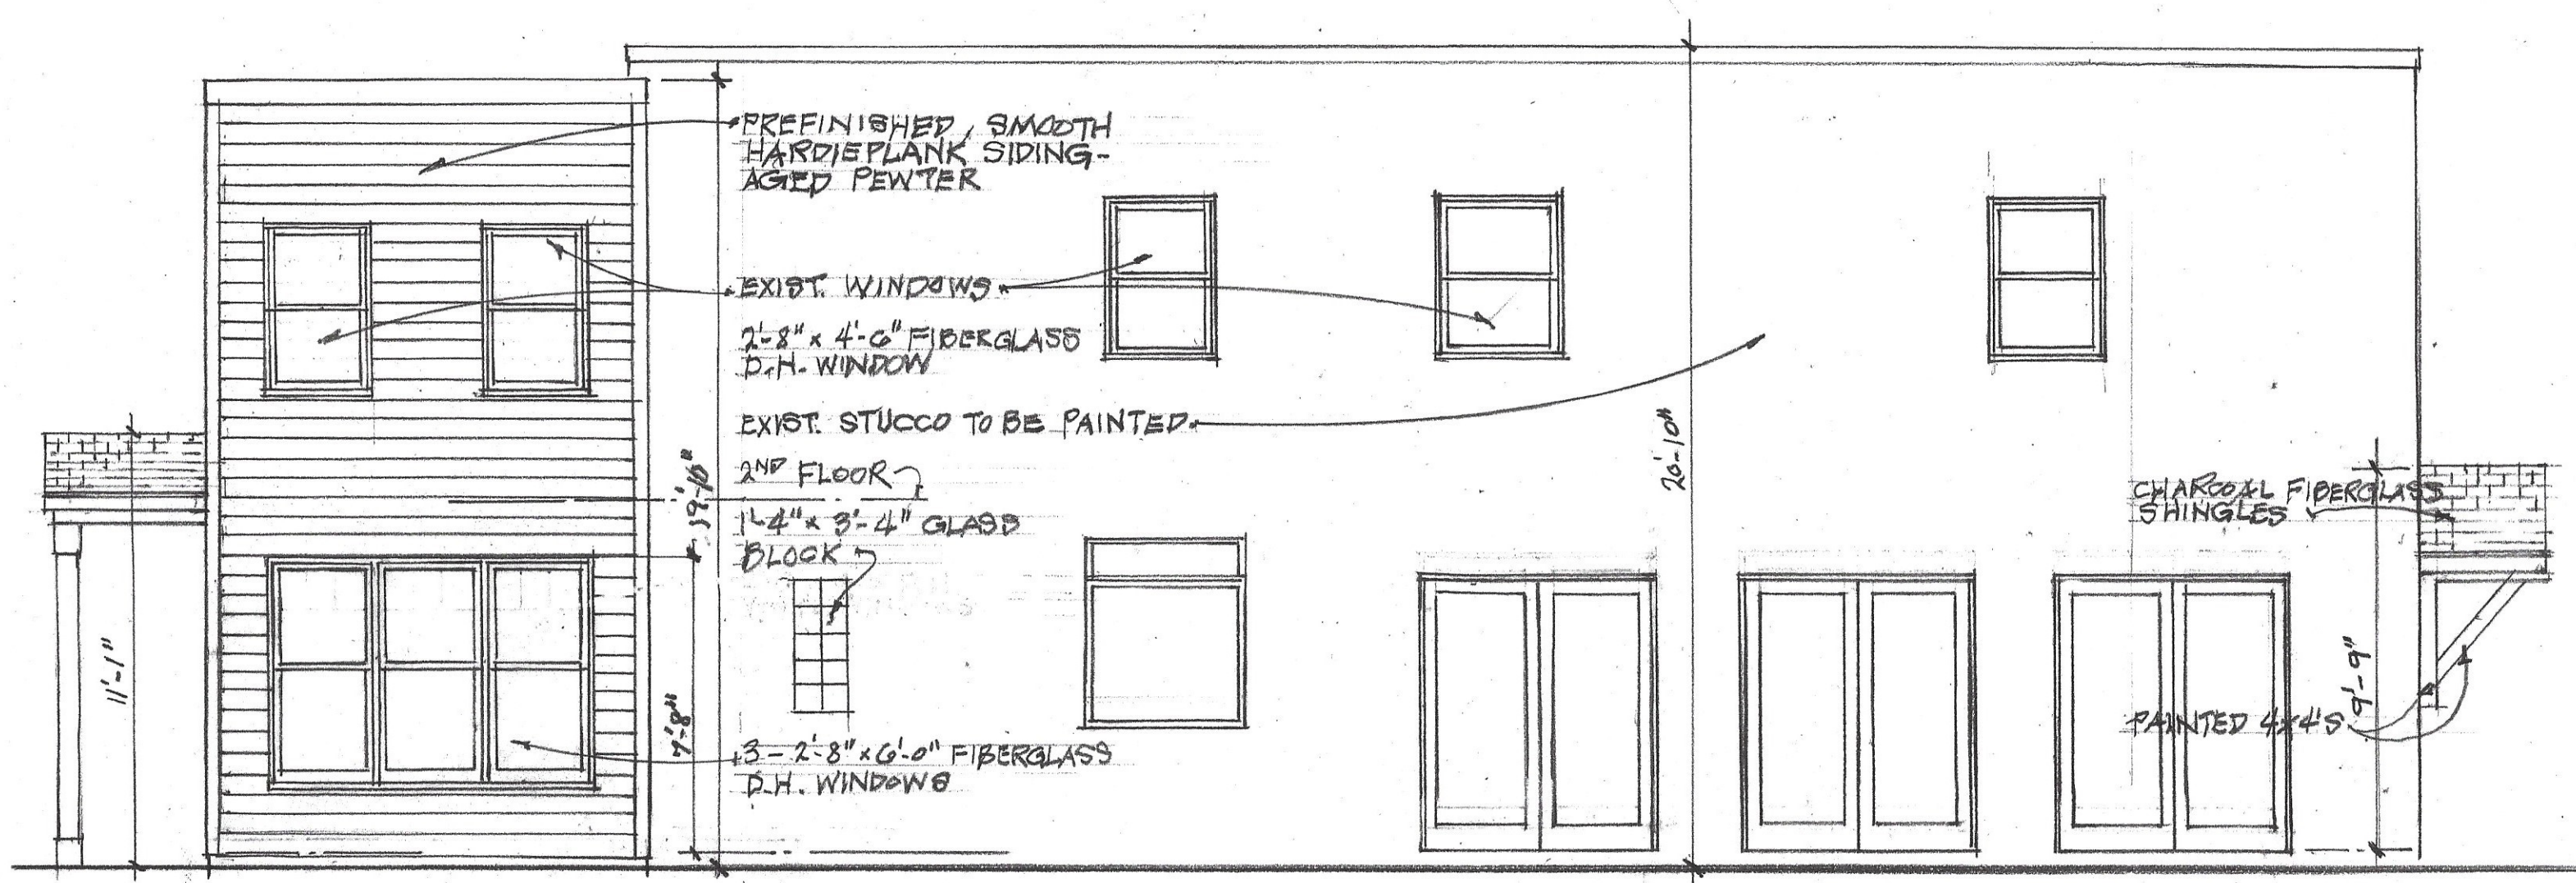 PREFINISHED, SMOOTH
HARDIEPLANK SIDING-
AGED PEWTER
EXIST. WINDOWS
2'-8" x 4'-6" FIBERGLASS
D.H. WINDOW
EXIST. STUCCO TO BE PAINTED
2ND FLOOR
1'-4" x 3'-4" GLASS
BLOCK
3 - 2'-8" x 6'-0" FIBERGLASS
D.H. WINDOWS
11'-1"
19'-10"
7'-8"
20'-10"
CHARCOAL FIBERGLASS
SHINGLES
9'-9"
PAINTED 4x4'S